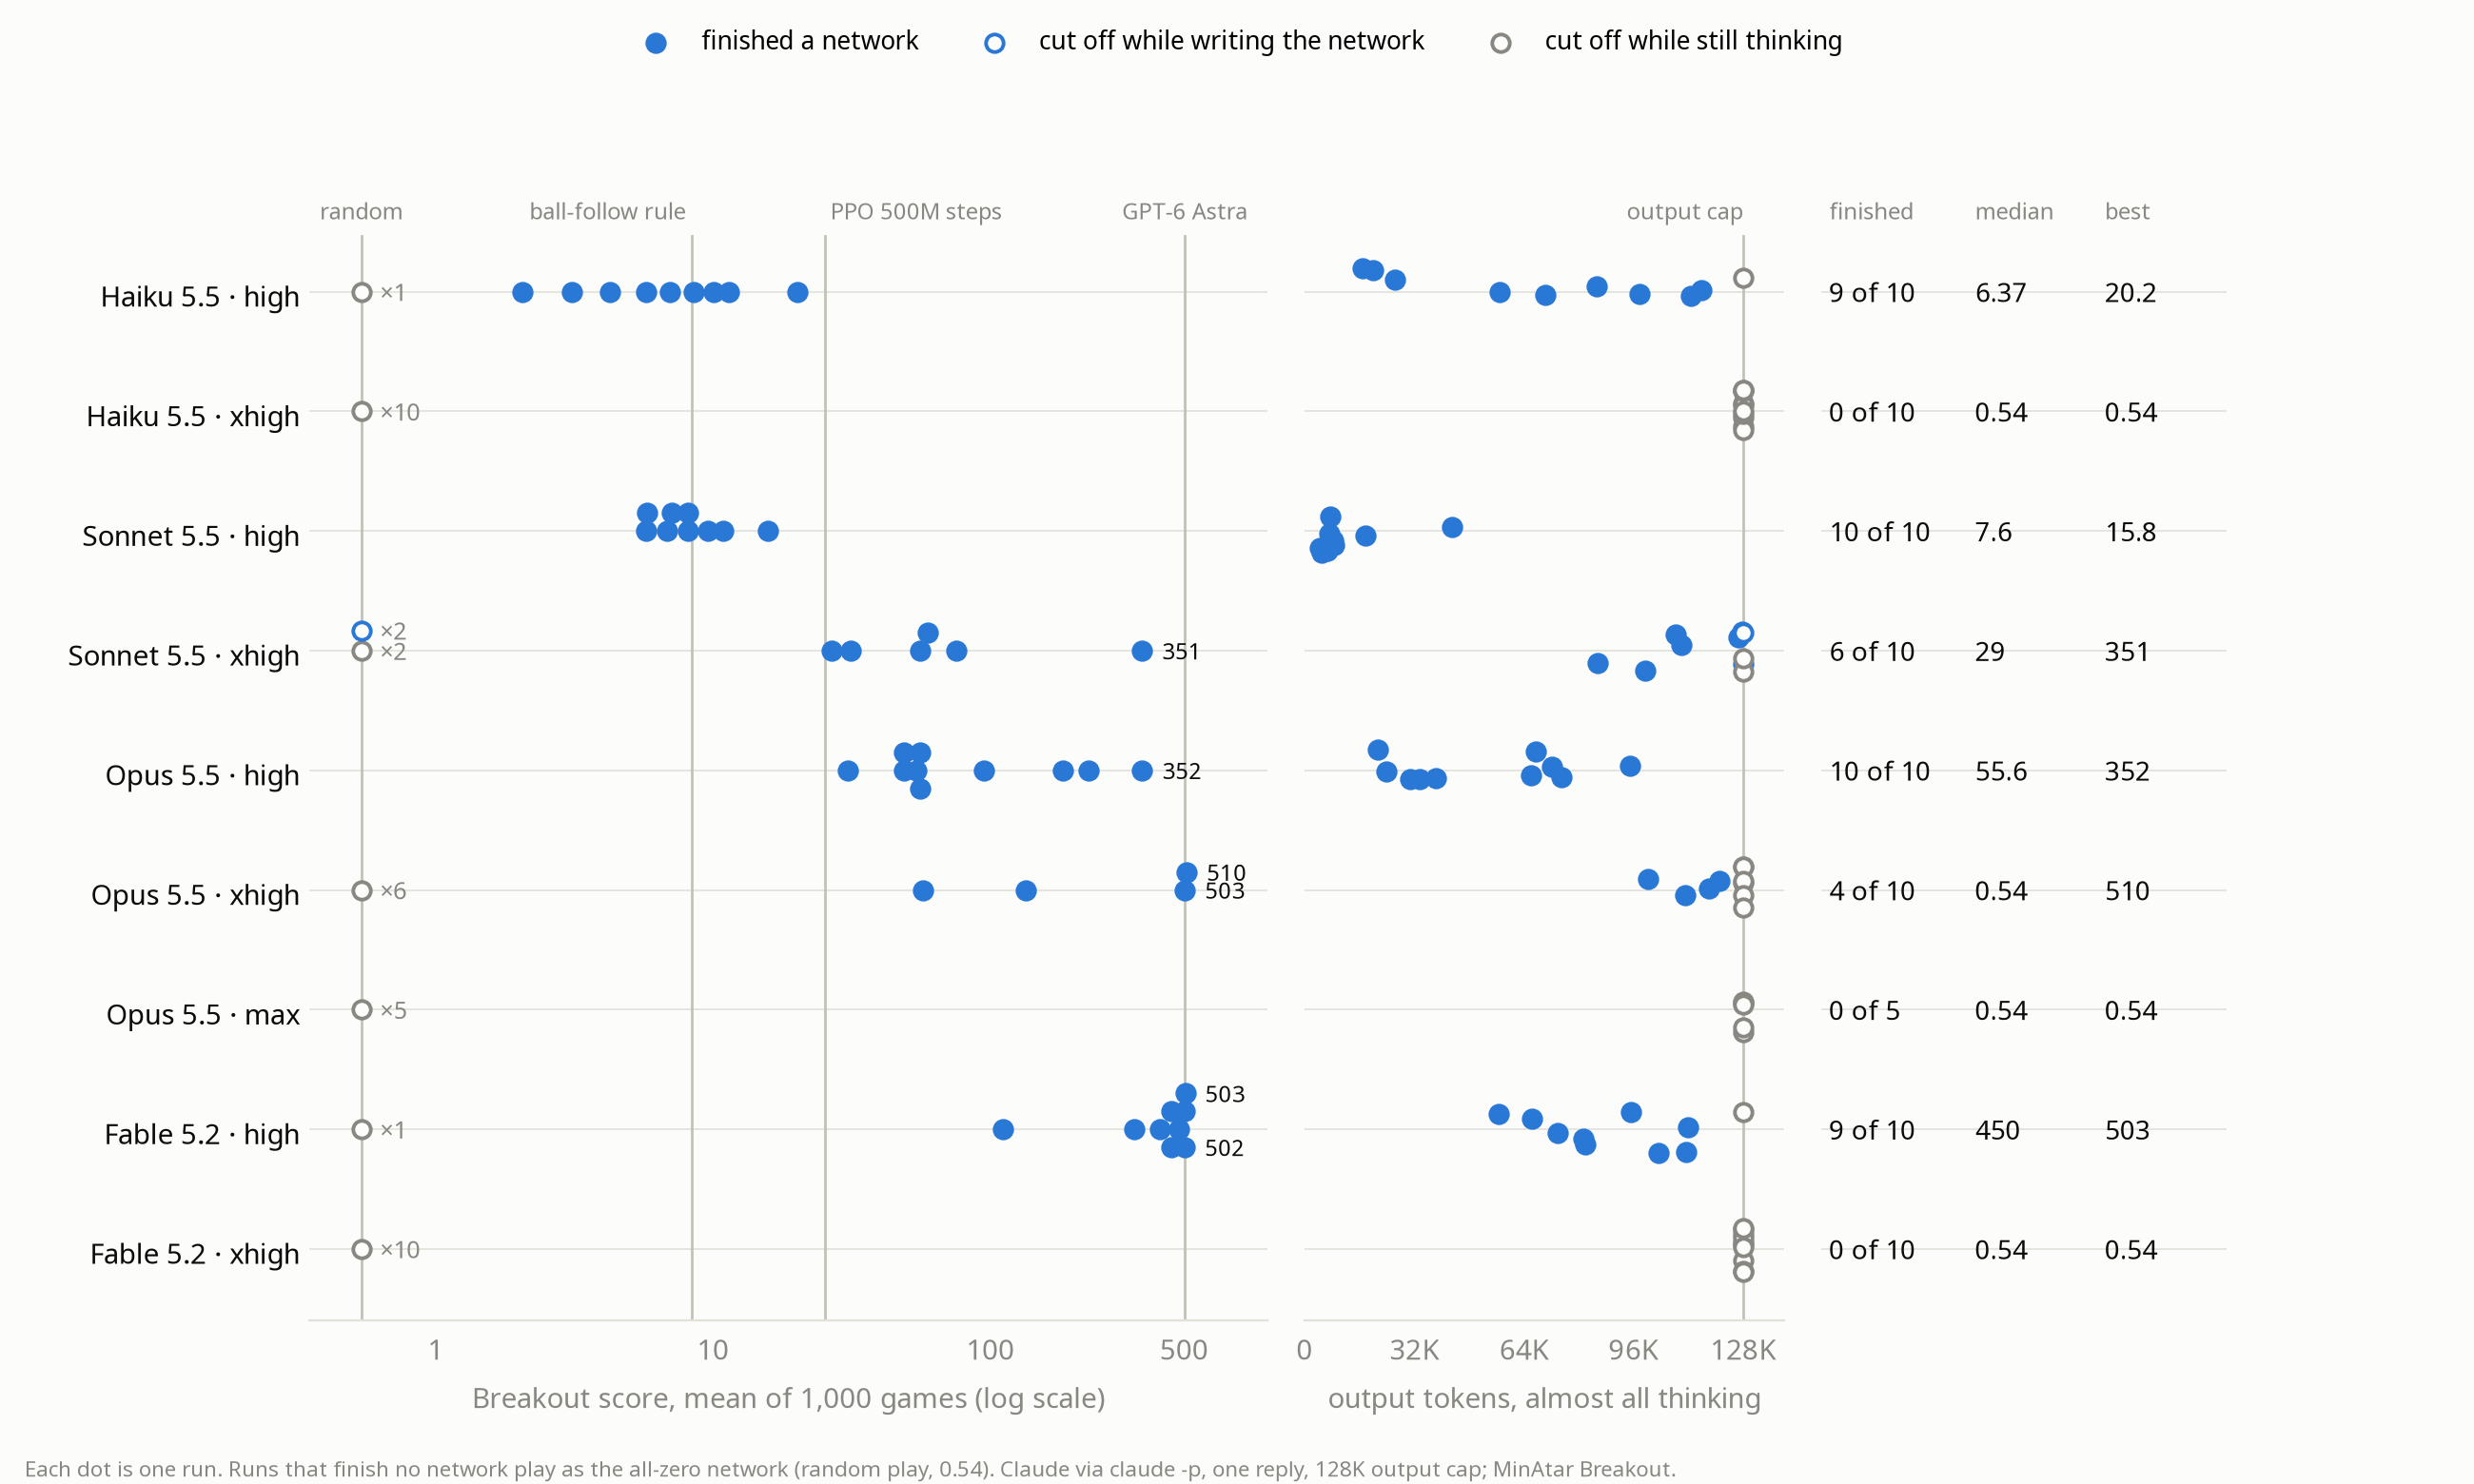 finished a network   cut off while writing the network   cut off while still thinking
random   ball-follow rule   PPO 500M steps   GPT-6 Astra   output cap   finished   median   best
Haiku 5.5 · high   ×1   9 of 10   6.37   20.2
Haiku 5.5 · xhigh   ×10   0 of 10   0.54   0.54
Sonnet 5.5 · high   10 of 10   7.6   15.8
×2
Sonnet 5.5 · xhigh   ×2   351   6 of 10   29   351
Opus 5.5 · high   352   10 of 10   55.6   352
510
Opus 5.5 · xhigh   ×6   503   4 of 10   0.54   510
Opus 5.5 · max   ×5   0 of 5   0.54   0.54
503
Fable 5.2 · high   ×1   9 of 10   450   503
502
Fable 5.2 · xhigh   ×10   0 of 10   0.54   0.54
1   10   100   500   0   32K   64K   96K   128K
Breakout score, mean of 1,000 games (log scale)   output tokens, almost all thinking
Each dot is one run. Runs that finish no network play as the all-zero network (random play, 0.54). Claude via claude -p, one reply, 128K output cap; MinAtar Breakout.